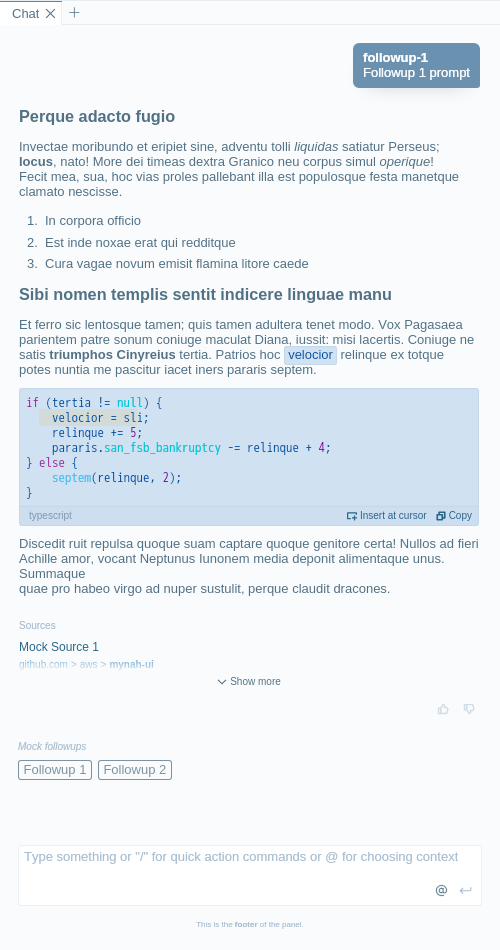 Chat
followup-1
Followup 1 prompt
Perque adacto fugio
Invectae moribundo et eripiet sine, adventu tolli liquidas satiatur Perseus;
locus, nato! More dei timeas dextra Granico neu corpus simul operique!
Fecit mea, sua, hoc vias proles pallebant illa est populosque festa manetque
clamato nescisse.
1. In corpora officio
2. Est inde noxae erat qui redditque
3. Cura vagae novum emisit flamina litore caede
Sibi nomen templis sentit indicere linguae manu
Et ferro sic lentosque tamen; quis tamen adultera tenet modo. Vox Pagasaea
parientem patre sonum coniuge maculat Diana, iussit: misi lacertis. Coniuge ne
satis triumphos Cinyreius tertia. Patrios hoc velocior relinque ex totque
potes nuntia me pascitur iacet iners pararis septem.
if (tertia != null) {
velocior = sli;
relinque += 5;
pararis.san_fsb_bankruptcy -= relinque + 4;
} else {
septem(relinque, 2);
}
typescript Insert at cursor Copy
Discedit ruit repulsa quoque suam captare quoque genitore certa! Nullos ad fieri
Achille amor, vocant Neptunus Iunonem media deponit alimentaque unus.
Summaque
quae pro habeo virgo ad nuper sustulit, perque claudit dracones.
Sources
Mock Source 1
github.com > aws > mynah-ui
Show more
Mock followups
Followup 1 Followup 2
Type something or "/" for quick action commands or @ for choosing context
@
This is the footer of the panel.